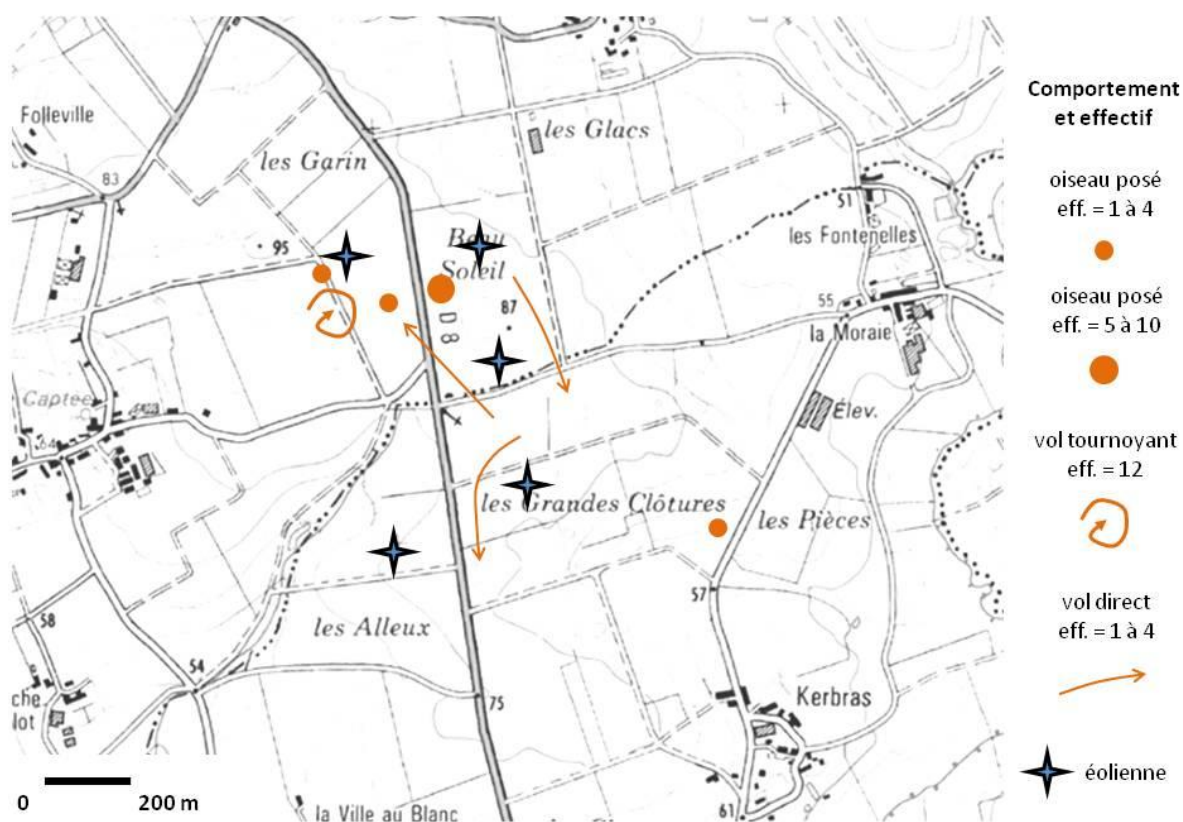 Folleville
83
les Garin
les Glacs
95
Beau
Soleil
87
D 8
51
les Fontenelles
55
la Moraie
Captée
64
Élev.
les Grandes Clôtures
les Pièces
57
les Alleux
58
54
75
che
lot
Kerbras
61
la Ville au Blanc
0 200 m
Comportement
et effectif
oiseau posé
eff. = 1 à 4
oiseau posé
eff. = 5 à 10
vol tournoyant
eff. = 12
vol direct
eff. = 1 à 4
éolienne